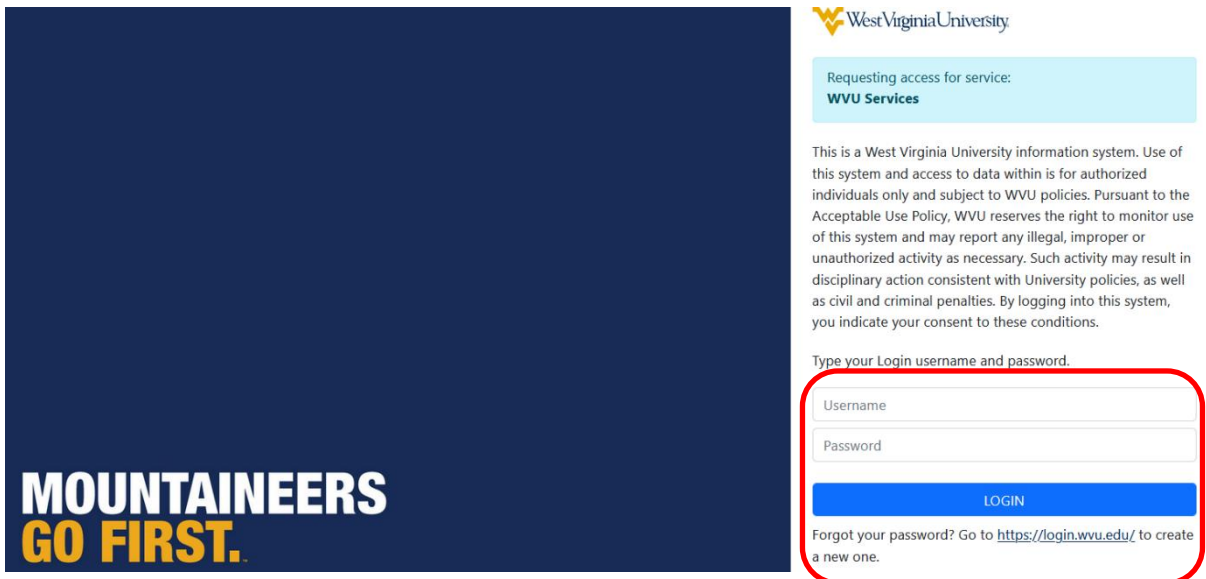 West Virginia University.
Requesting access for service:
WVU Services
This is a West Virginia University information system. Use of
this system and access to data within is for authorized
individuals only and subject to WVU policies. Pursuant to the
Acceptable Use Policy, WVU reserves the right to monitor use
of this system and may report any illegal, improper or
unauthorized activity as necessary. Such activity may result in
disciplinary action consistent with University policies, as well
as civil and criminal penalties. By logging into this system,
you indicate your consent to these conditions.
Type your Login username and password.
Username
Password
LOGIN
Forgot your password? Go to https://login.wvu.edu/ to create
a new one.
MOUNTAINEERS
GO FIRST.